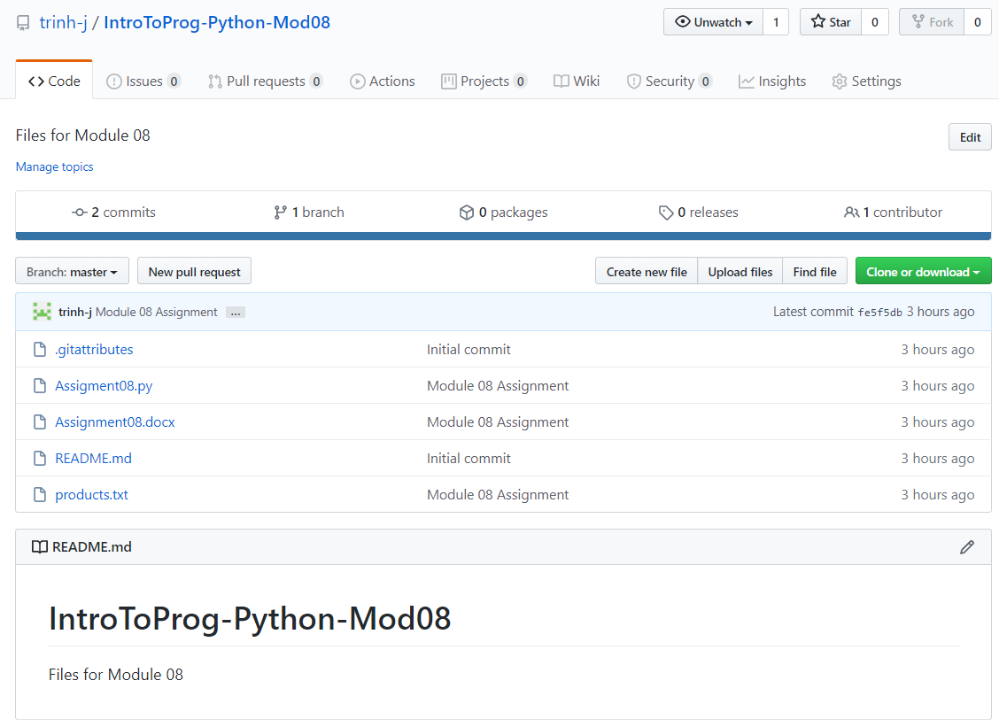 trinh-j / IntroToProg-Python-Mod08 Unwatch 1 Star 0 Fork 0
Code Issues 0 Pull requests 0 Actions Projects 0 Wiki Security 0 Insights Settings
Files for Module 08 Edit
Manage topics
2 commits 1 branch 0 packages 0 releases 1 contributor
Branch: master New pull request Create new file Upload files Find file Clone or download
trinh-j Module 08 Assignment ... Latest commit fe5f5db 3 hours ago
.gitattributes Initial commit 3 hours ago
Assigment08.py Module 08 Assignment 3 hours ago
Assignment08.docx Module 08 Assignment 3 hours ago
README.md Initial commit 3 hours ago
products.txt Module 08 Assignment 3 hours ago
README.md
IntroToProg-Python-Mod08
Files for Module 08